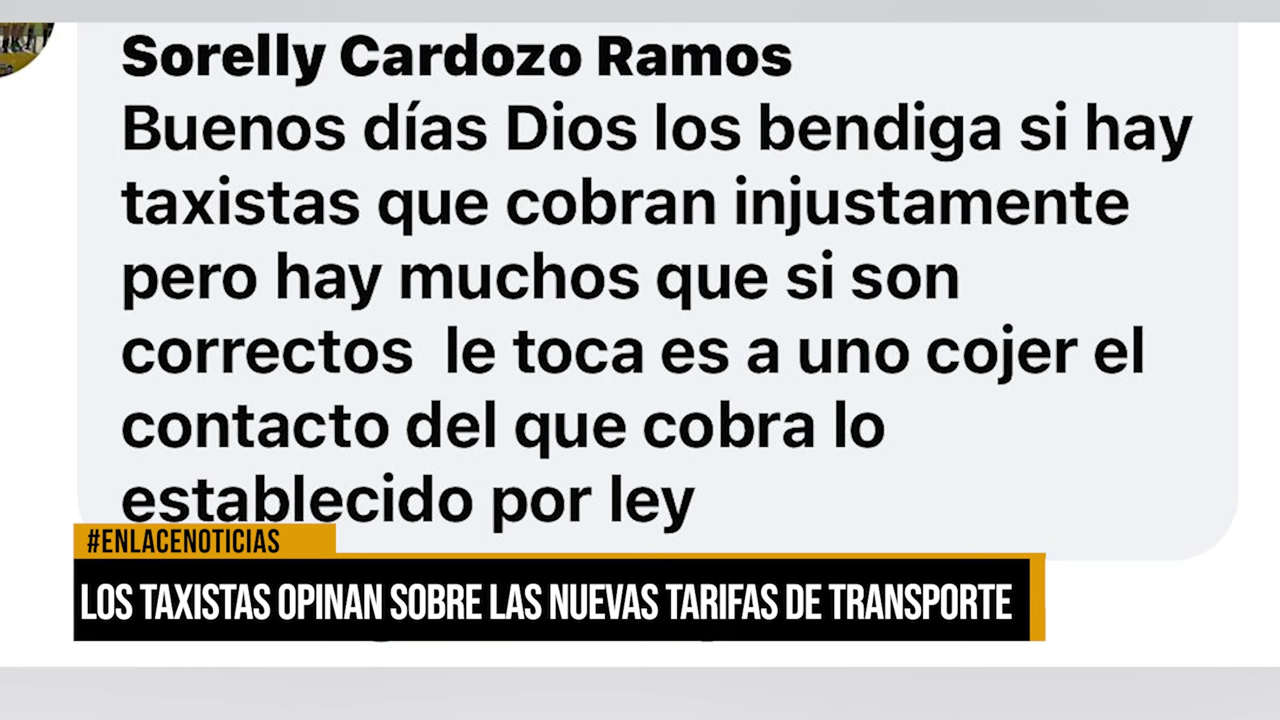 Sorelly Cardozo Ramos
Buenos días Dios los bendiga si hay
taxistas que cobran injustamente
pero hay muchos que si son
correctos  le toca es a uno cojer el
contacto del que cobra lo
establecido por ley
#ENLACENOTICIAS
LOS TAXISTAS OPINAN SOBRE LAS NUEVAS TARIFAS DE TRANSPORTE